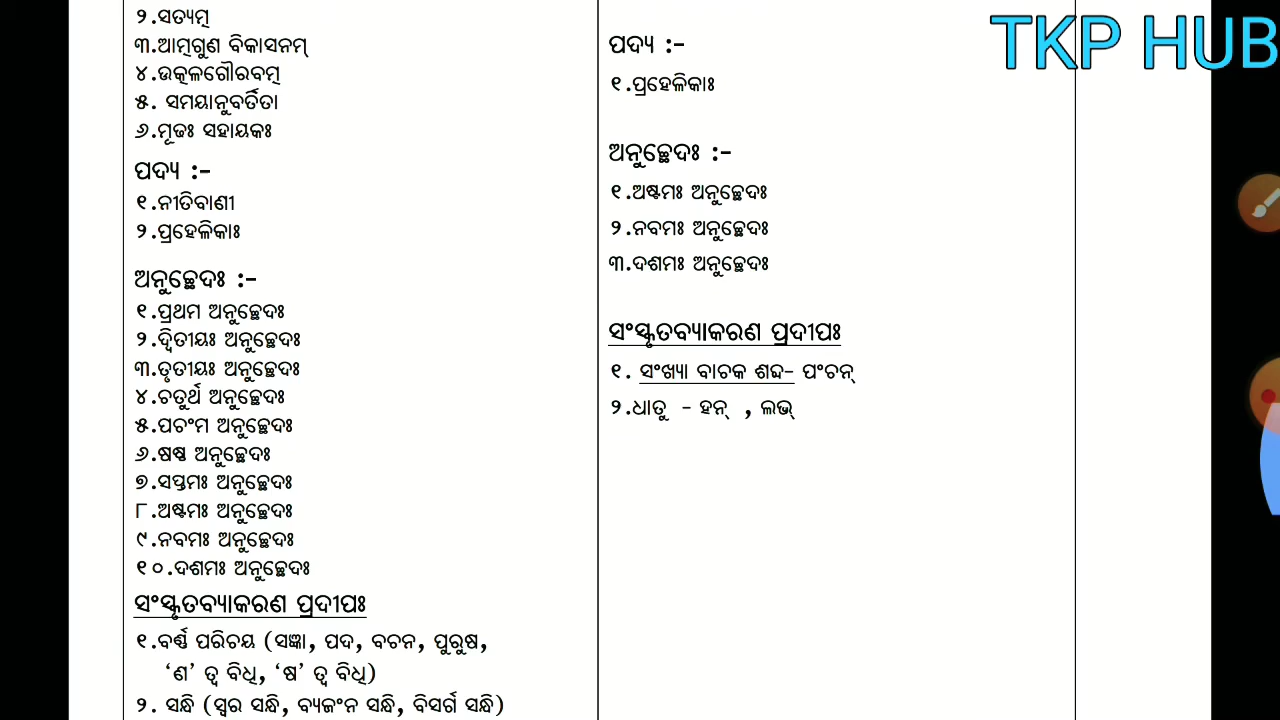 ୨.ସତ୍ୟମ୍ଭ
୩.ଆତ୍ମଗୁଣ ବିକାସନମ୍
୪.ଉତ୍କଳଗୌରବମ୍ଭ
୫. ସମୟାନୁବର୍ତିତା
୬.ମୂଢଃ ସହାୟକଃ
ପଦ୍ୟ :-
୧.ନୀତିବାଣୀ
୨.ପ୍ରହେଳିକାଃ
ଅନୁଚ୍ଛେଦଃ :-
୧.ପ୍ରଥମ ଅନୁଚ୍ଛେଦଃ
୨.ଦ୍ୱିତୀୟଃ ଅନୁଚ୍ଛେଦଃ
୩.ତୃତୀୟଃ ଅନୁଚ୍ଛେଦଃ
୪.ଚତୁର୍ଥ ଅନୁଚ୍ଛେଦଃ
୫.ପଚଂମ ଅନୁଚ୍ଛେଦଃ
୬.ଷଷ୍ଠ ଅନୁଚ୍ଛେଦଃ
୭.ସପ୍ତମଃ ଅନୁଚ୍ଛେଦଃ
୮.ଅଷ୍ଟମଃ ଅନୁଚ୍ଛେଦଃ
୯.ନବମଃ ଅନୁଚ୍ଛେଦଃ
୧୦.ଦଶମଃ ଅନୁଚ୍ଛେଦଃ
ସଂସ୍କୃତବ୍ୟାକରଣ ପ୍ରଦୀପଃ
୧.ବର୍ଣ୍ଣ ପରିଚୟ (ସଜ୍ଞା, ପଦ, ବଚନ, ପୁରୁଷ,
‘ଣ’ ତ୍ୱ ବିଧି, ‘ଷ’ ତ୍ୱ ବିଧି)
୨. ସନ୍ଧି (ସ୍ୱର ସନ୍ଧି, ବ୍ୟଜଂନ ସନ୍ଧି, ବିସର୍ଗ ସନ୍ଧି)
ପଦ୍ୟ :-
୧.ପ୍ରହେଳିକାଃ
ଅନୁଚ୍ଛେଦଃ :-
୧.ଅଷ୍ଟମଃ ଅନୁଚ୍ଛେଦଃ
୨.ନବମଃ ଅନୁଚ୍ଛେଦଃ
୩.ଦଶମଃ ଅନୁଚ୍ଛେଦଃ
ସଂସ୍କୃତବ୍ୟାକରଣ ପ୍ରଦୀପଃ
୧. ସଂଖ୍ୟା ବାଚକ ଶବ୍ଦ- ପଂଚନ୍
୨.ଧାତୁ - ହନ୍ , ଲଭ୍
TKP HUB